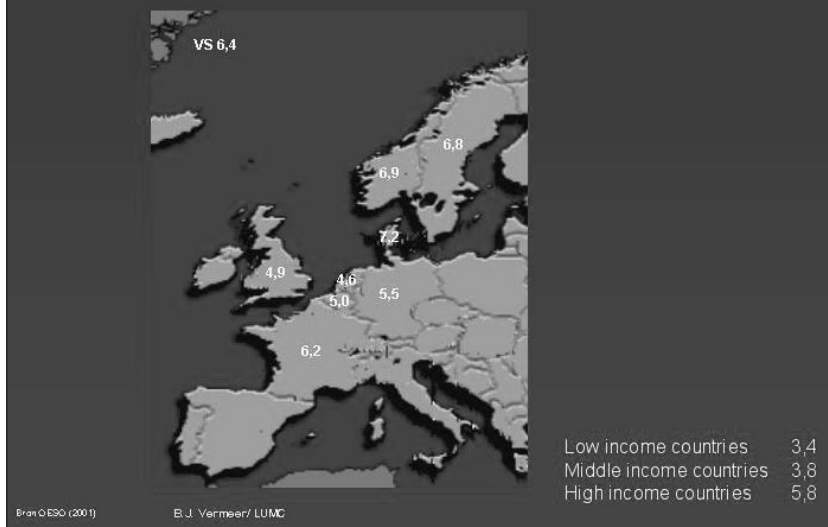 VS 6,4
6,8
6,9
7,2
4,9
4,6
5,0
5,5
6,2
Low income countries 3,4
Middle income countries 3,8
High income countries 5,8
Bron OESO (2001)
B.J. Vermeer/ LUMC